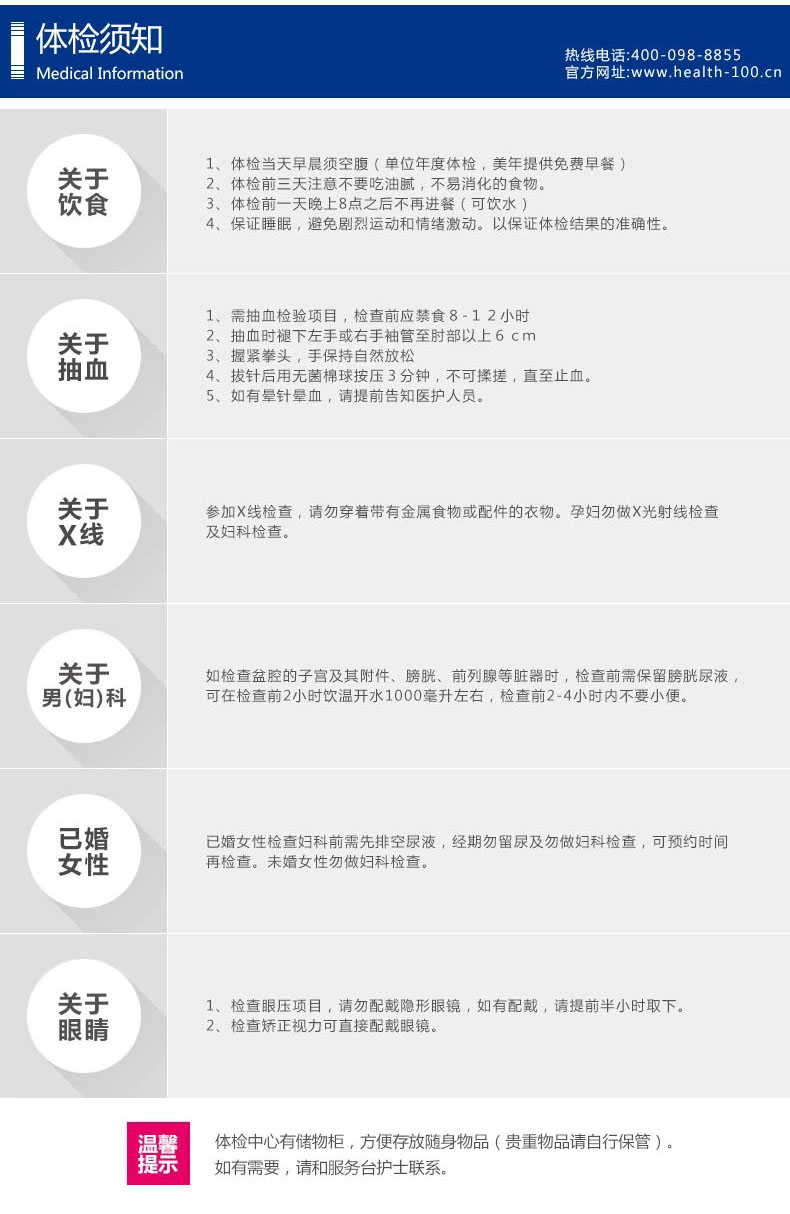 体检须知
Medical Information
热线电话:400-098-8855
官方网址:www.health-100.cn
关于
饮食
1、体检当天早晨须空腹（单位年度体检，美年提供免费早餐）
2、体检前三天注意不要吃油腻，不易消化的食物。
3、体检前一天晚上8点之后不再进餐（可饮水）
4、保证睡眠，避免剧烈运动和情绪激动。以保证体检结果的准确性。
关于
抽血
1、需抽血检验项目，检查前应禁食８-１２小时
2、抽血时褪下左手或右手袖管至肘部以上６ｃｍ
3、握紧拳头，手保持自然放松
4、拔针后用无菌棉球按压３分钟，不可揉搓，直至止血。
5、如有晕针晕血，请提前告知医护人员。
关于
X线
参加X线检查，请勿穿着带有金属食物或配件的衣物。孕妇勿做X光射线检查
及妇科检查。
关于
男(妇)科
如检查盆腔的子宫及其附件、膀胱、前列腺等脏器时，检查前需保留膀胱尿液，
可在检查前2小时饮温开水1000毫升左右，检查前2-4小时内不要小便。
已婚
女性
已婚女性检查妇科前需先排空尿液，经期勿留尿及勿做妇科检查，可预约时间
再检查。未婚女性勿做妇科检查。
关于
眼睛
1、检查眼压项目，请勿配戴隐形眼镜，如有配戴，请提前半小时取下。
2、检查矫正视力可直接配戴眼镜。
温馨
提示
体检中心有储物柜，方便存放随身物品（贵重物品请自行保管）。
如有需要，请和服务台护士联系。